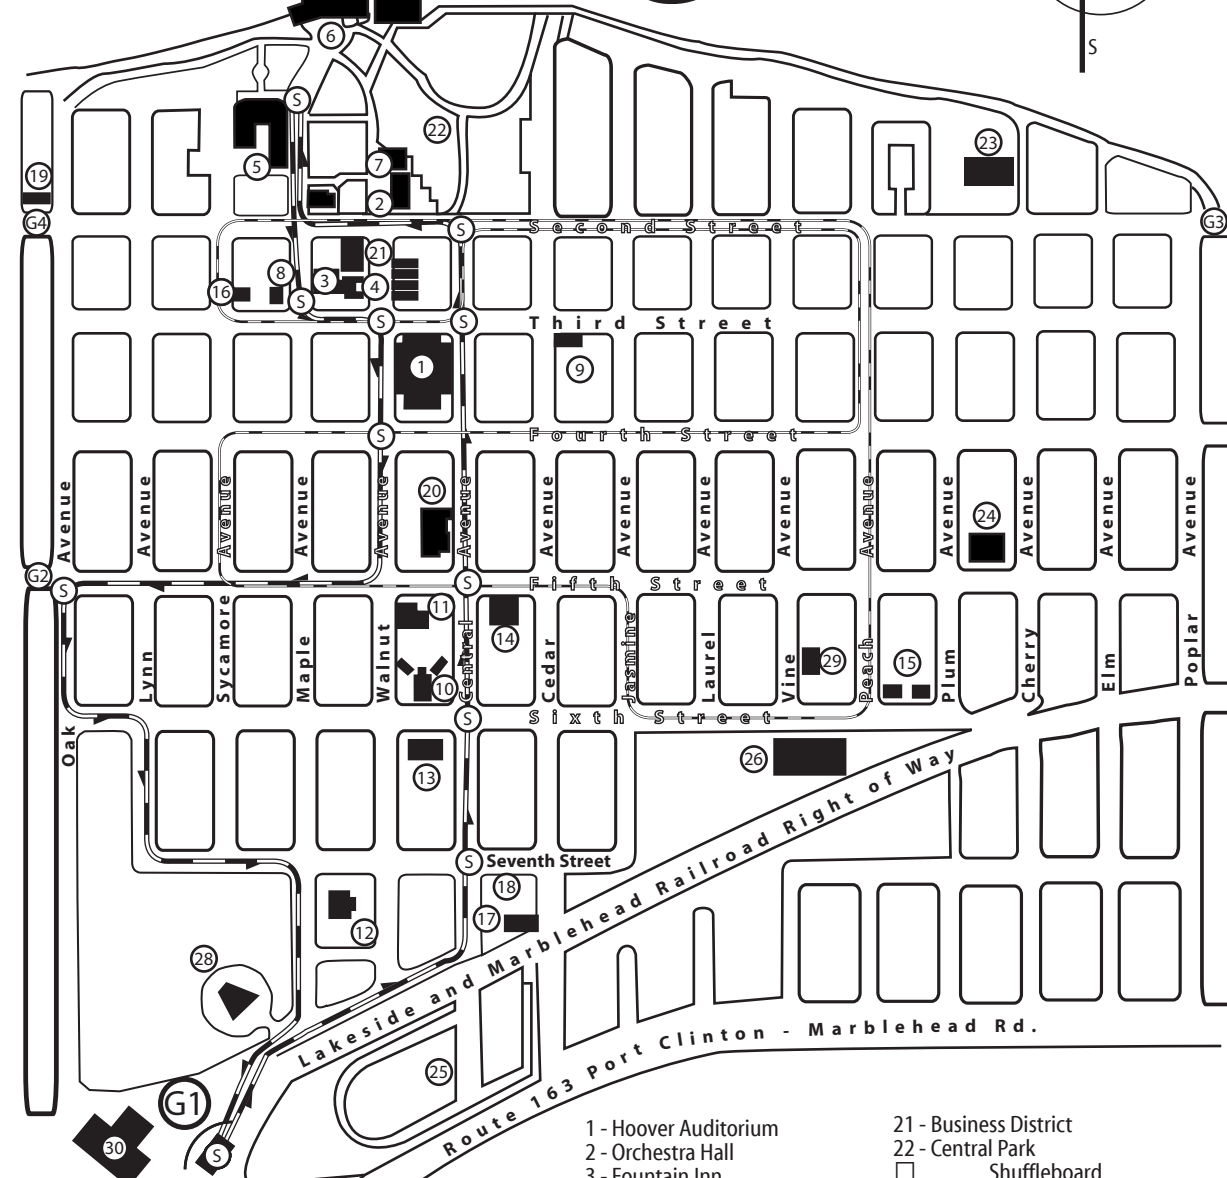 S
6
S
5
7
22
2
23
19
G4
G3
S
Second Street
21
8
3
4
16
S
S
S
Third Street
1
9
S
Fourth Street
20
24
Oak Avenue
Lynn Avenue
Sycamore Avenue
Maple Avenue
Walnut Avenue
Central Avenue
Cedar Avenue
Jasmine Avenue
Laurel Avenue
Vine Avenue
Peach Avenue
Plum Avenue
Cherry Avenue
Elm Avenue
Poplar Avenue
G2
S
S
Fifth Street
11
14
10
29
15
S
Sixth Street
13
26
S
Seventh Street
18
17
12
28
Lakeside and Marblehead Railroad Right of Way
25
Route 163 Port Clinton - Marblehead Rd.
G1
30
S
1 - Hoover Auditorium
2 - Orchestra Hall
3 - Fountain Inn
21 - Business District
22 - Central Park
Shuffleboard